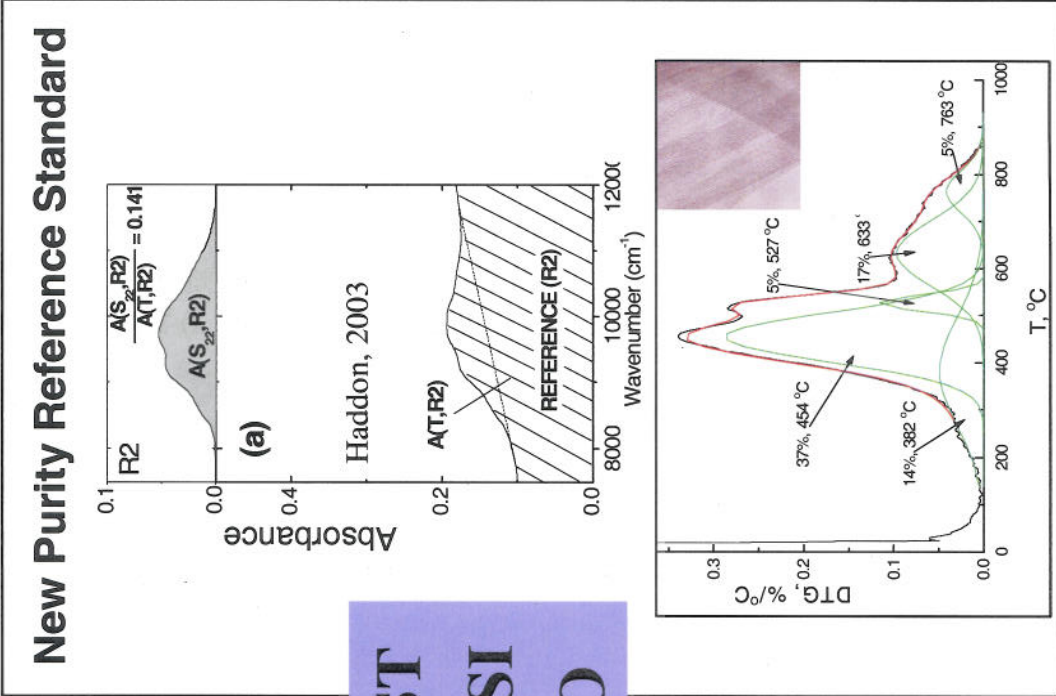 New Purity Reference Standard
R2
A(S22,R2)
A(T,R2)
= 0.141
A(S22,R2)
0.1
0.0
(a)
0.4
Haddon, 2003
A(T,R2)
0.2
REFERENCE (R2)
0.0
Absorbance
8000
10000
12000
Wavenumber (cm-1)
ST
SI
O
0.3
0.2
0.1
0.0
DTG, %/°C
37%, 454 °C
14%, 382 °C
5%, 527 °C
17%, 633
5%, 763 °C
0
200
400
600
800
1000
T, °C